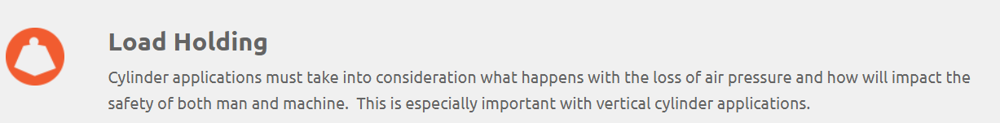 Load Holding
Cylinder applications must take into consideration what happens with the loss of air pressure and how will impact the
safety of both man and machine.  This is especially important with vertical cylinder applications.